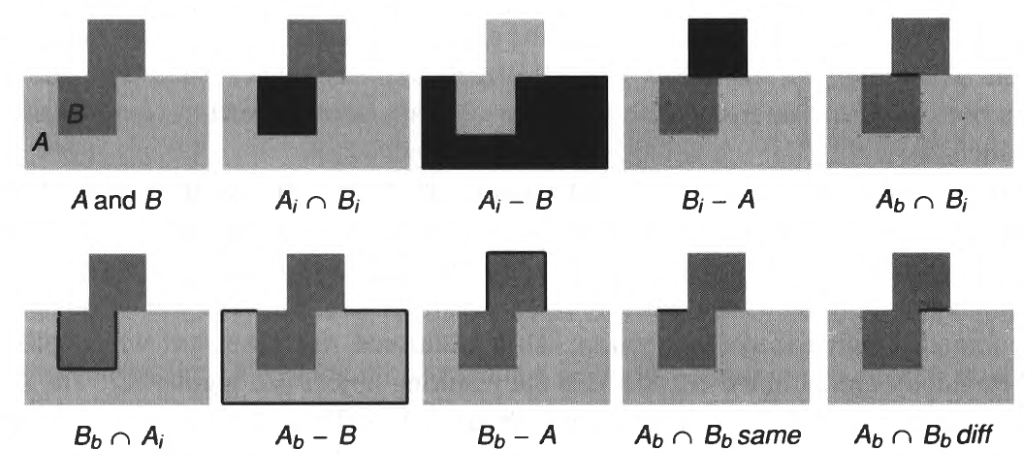 B
A
A and B
Aᵢ ∩ Bᵢ
Aᵢ − B
Bᵢ − A
A_b ∩ Bᵢ
B_b ∩ Aᵢ
A_b − B
B_b − A
A_b ∩ B_b same
A_b ∩ B_b diff